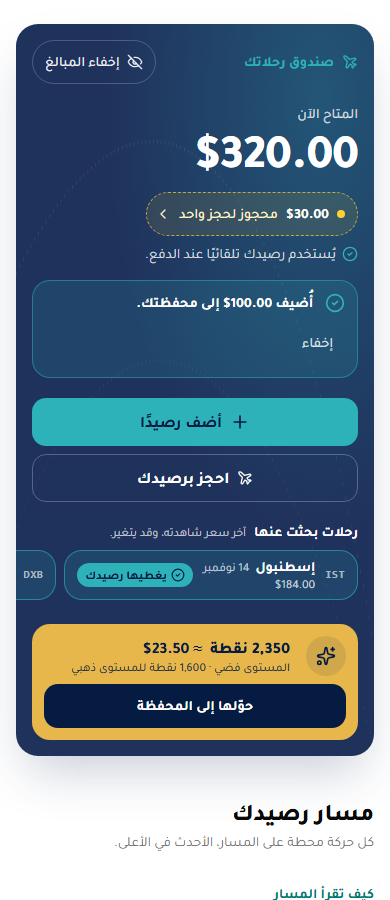 صندوق رحلاتك
إخفاء المبالغ
المتاح الآن
$320.00
$30.00 محجوز لحجز واحد
يُستخدم رصيدك تلقائيًا عند الدفع.
أُضيف $100.00 إلى محفظتك.
إخفاء
أضف رصيدًا
احجز برصيدك
رحلات بحثت عنها آخر سعر شاهدته، وقد يتغير.
IST إسطنبول 14 نوفمبر
$184.00
يغطيها رصيدك
DXB
2,350 نقطة ≈ $23.50
المستوى فضي · 1,600 نقطة للمستوى ذهبي
حوّلها إلى المحفظة
مسار رصيدك
كل حركة محطة على المسار، الأحدث في الأعلى.
كيف تقرأ المسار